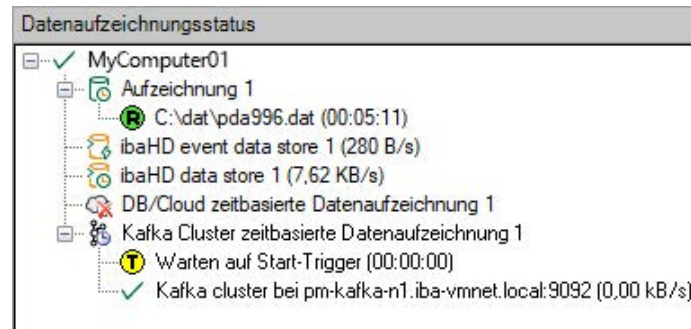 Datenaufzeichnungsstatus
MyComputer01
Aufzeichnung 1
R C:\dat\pda996.dat (00:05:11)
ibaHD event data store 1 (280 B/s)
ibaHD data store 1 (7,62 KB/s)
DB/Cloud zeitbasierte Datenaufzeichnung 1
Kafka Cluster zeitbasierte Datenaufzeichnung 1
T Warten auf Start-Trigger (00:00:00)
Kafka cluster bei pm-kafka-n1.iba-vmnet.local:9092 (0,00 kB/s)